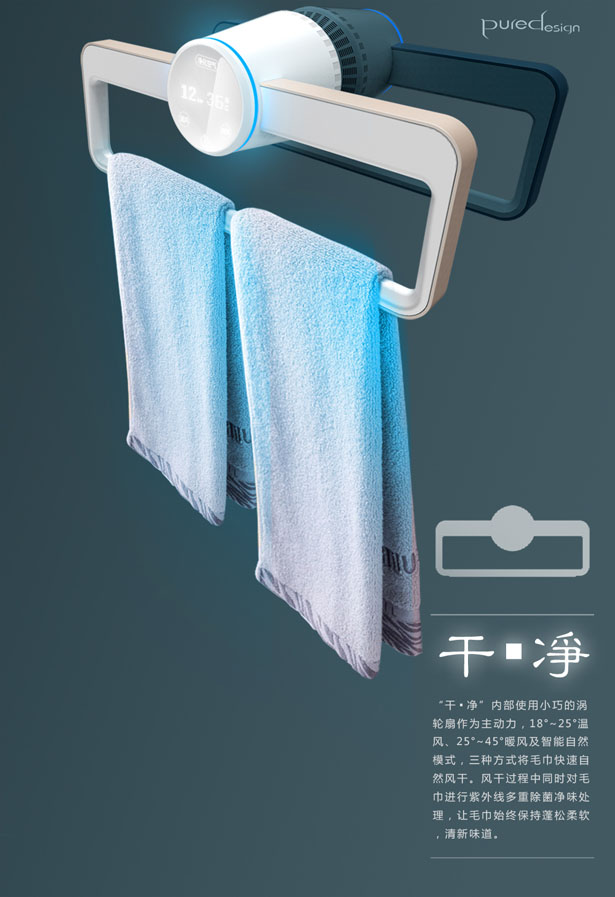 puredesign
12 36
干·净
“干·净”内部使用小巧的涡
轮扇作为主动力，18°~25°温
风、25°~45°暖风及智能自然
模式，三种方式将毛巾快速自
然风干。风干过程中同时对毛
巾进行紫外线多重除菌净味处
理，让毛巾始终保持蓬松柔软
，清新味道。